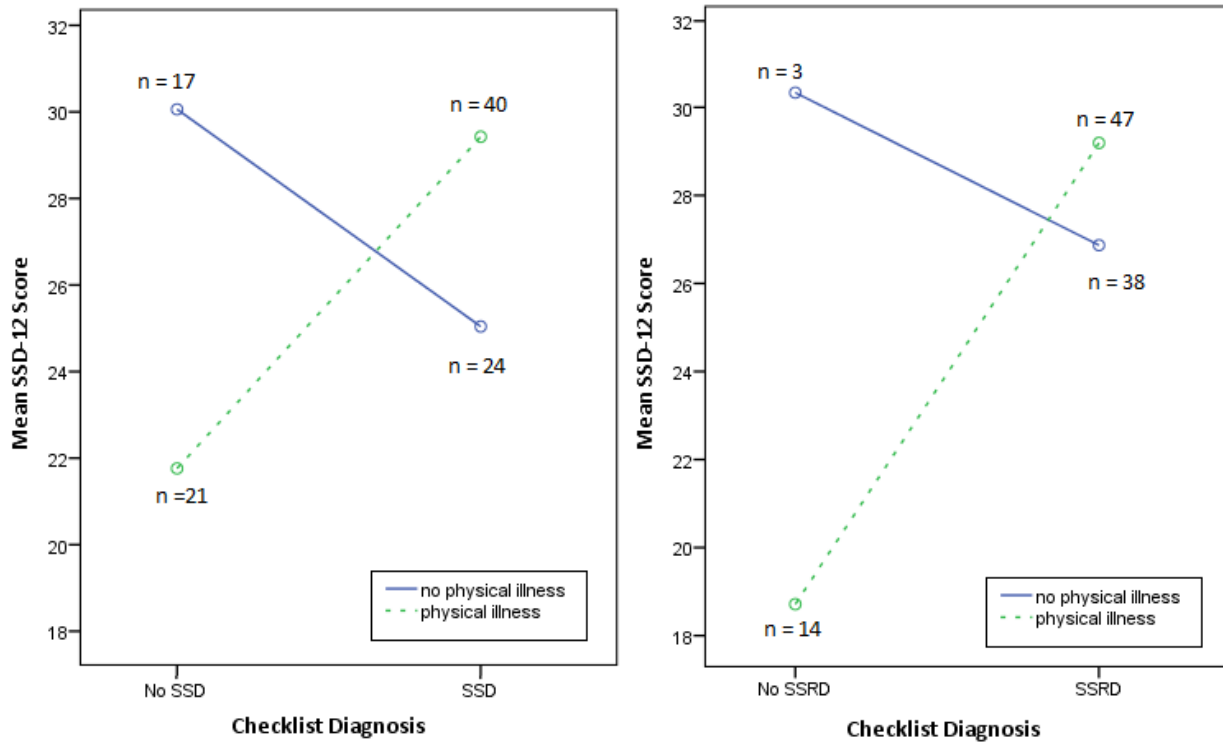 32
30
28
26
24
22
20
18
Mean SSD-12 Score
n = 17
n = 40
n = 24
n =21
no physical illness
physical illness
No SSD
SSD
Checklist Diagnosis
32
30
28
26
24
22
20
18
Mean SSD-12 Score
n = 3
n = 47
n = 38
n = 14
no physical illness
physical illness
No SSRD
SSRD
Checklist Diagnosis